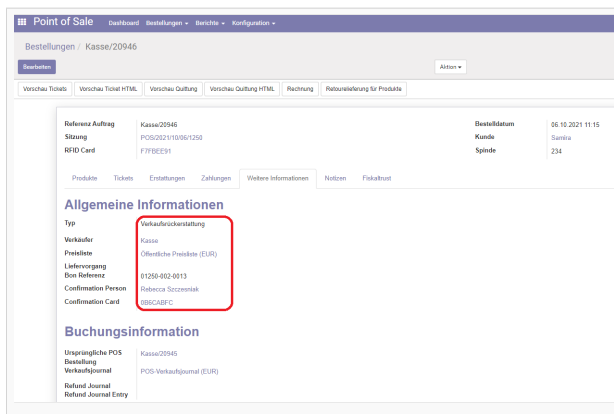 Point of Sale Dashboard Bestellungen Berichte Konfiguration
Bestellungen / Kasse/20946
Bearbeiten Aktion
Vorschau Tickets Vorschau Ticket HTML Vorschau Quittung Vorschau Quittung HTML Rechnung Retourelieferung für Produkte
Referenz Auftrag Kasse/20946 Bestelldatum 06.10.2021 11:15
Sitzung POS/2021/10/06/1250 Kunde Samira
RFID Card F7FBEE91 Spinde 234
Produkte Tickets Erstattungen Zahlungen Weitere Informationen Notizen Fiskaltrust
Allgemeine Informationen
Typ Verkaufsrückerstattung
Verkäufer Kasse
Preisliste Öffentliche Preisliste (EUR)
Liefervorgang
Bon Referenz 01250-002-0013
Confirmation Person Rebecca Szczesniak
Confirmation Card 0B6CABFC
Buchungsinformation
Ursprüngliche POS Kasse/20945
Bestellung
Verkaufsjournal POS-Verkaufsjournal (EUR)
Refund Journal
Refund Journal Entry